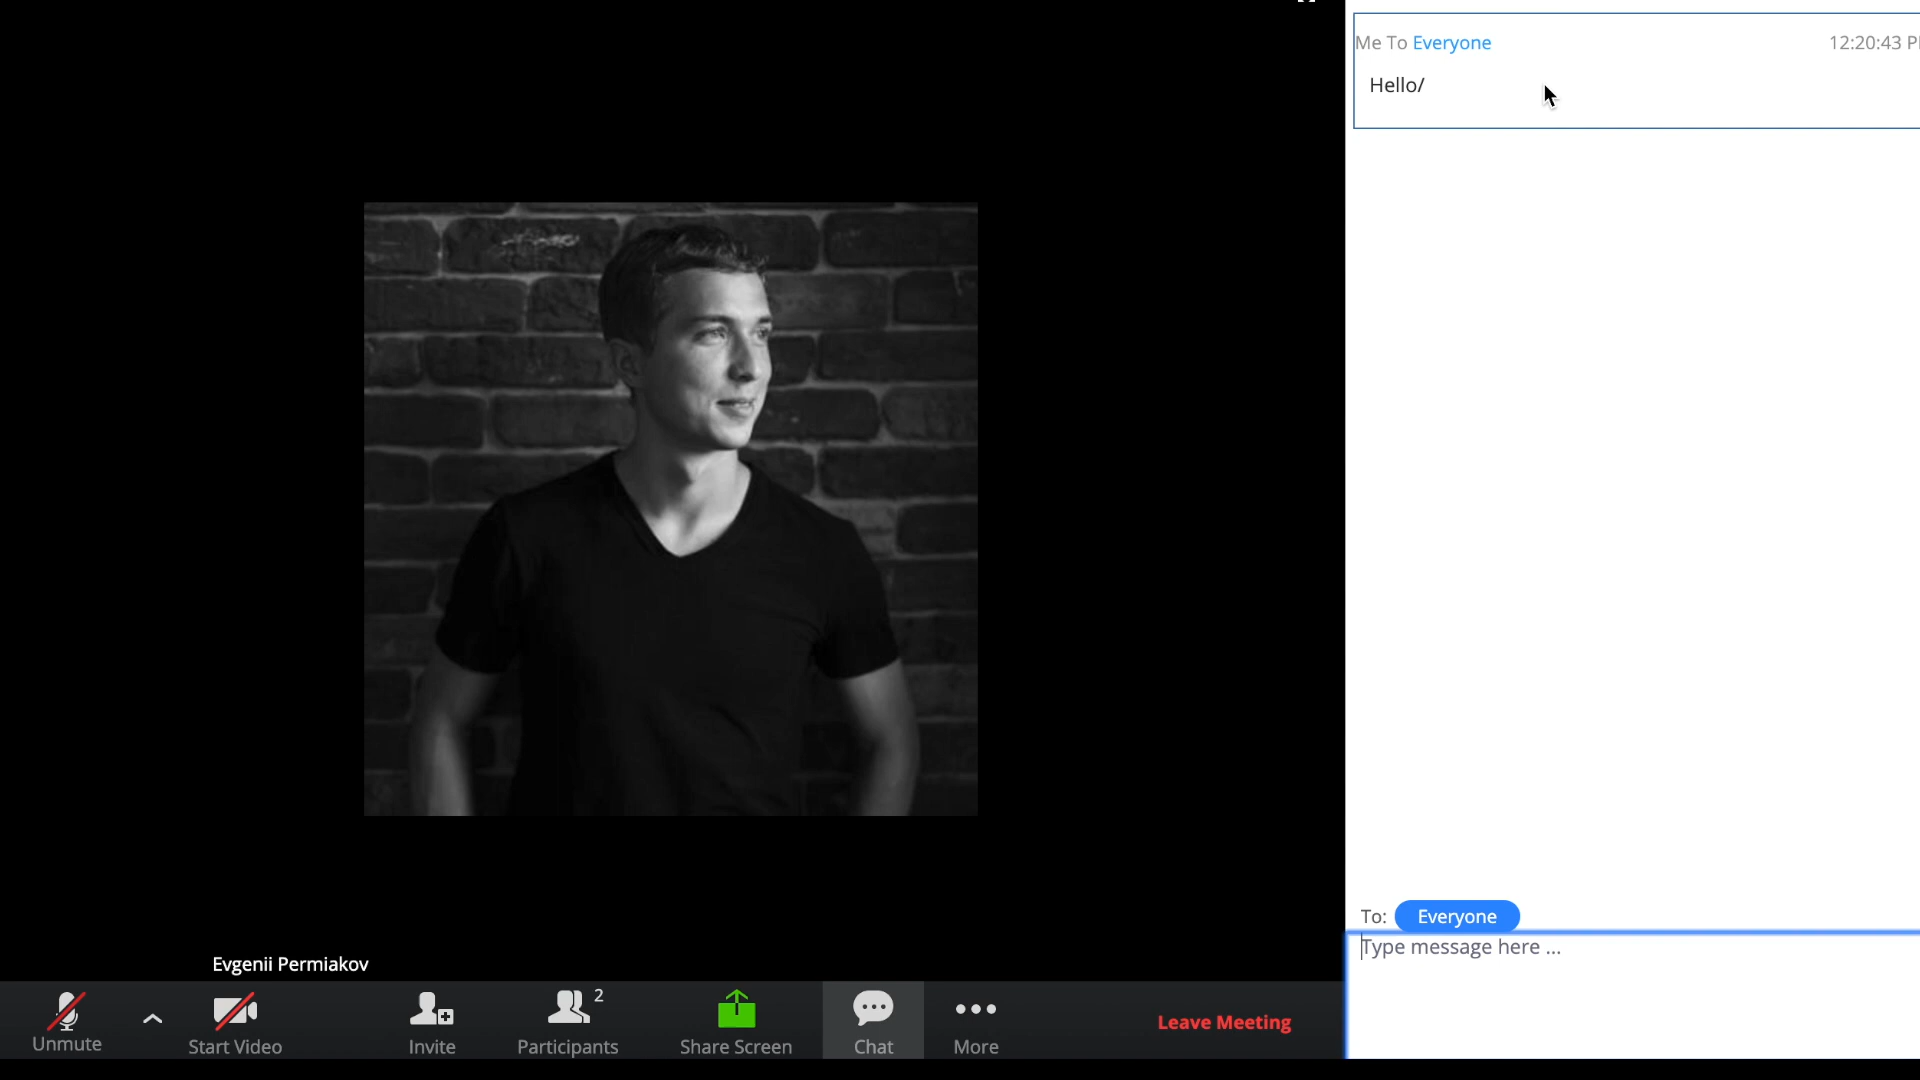 Me To Everyone 12:20:43
Hello/
To: Everyone
Type message here ...
Evgenii Permiakov
Unmute
Start Video
Invite
2
Participants
Share Screen
Chat
More
Leave Meeting